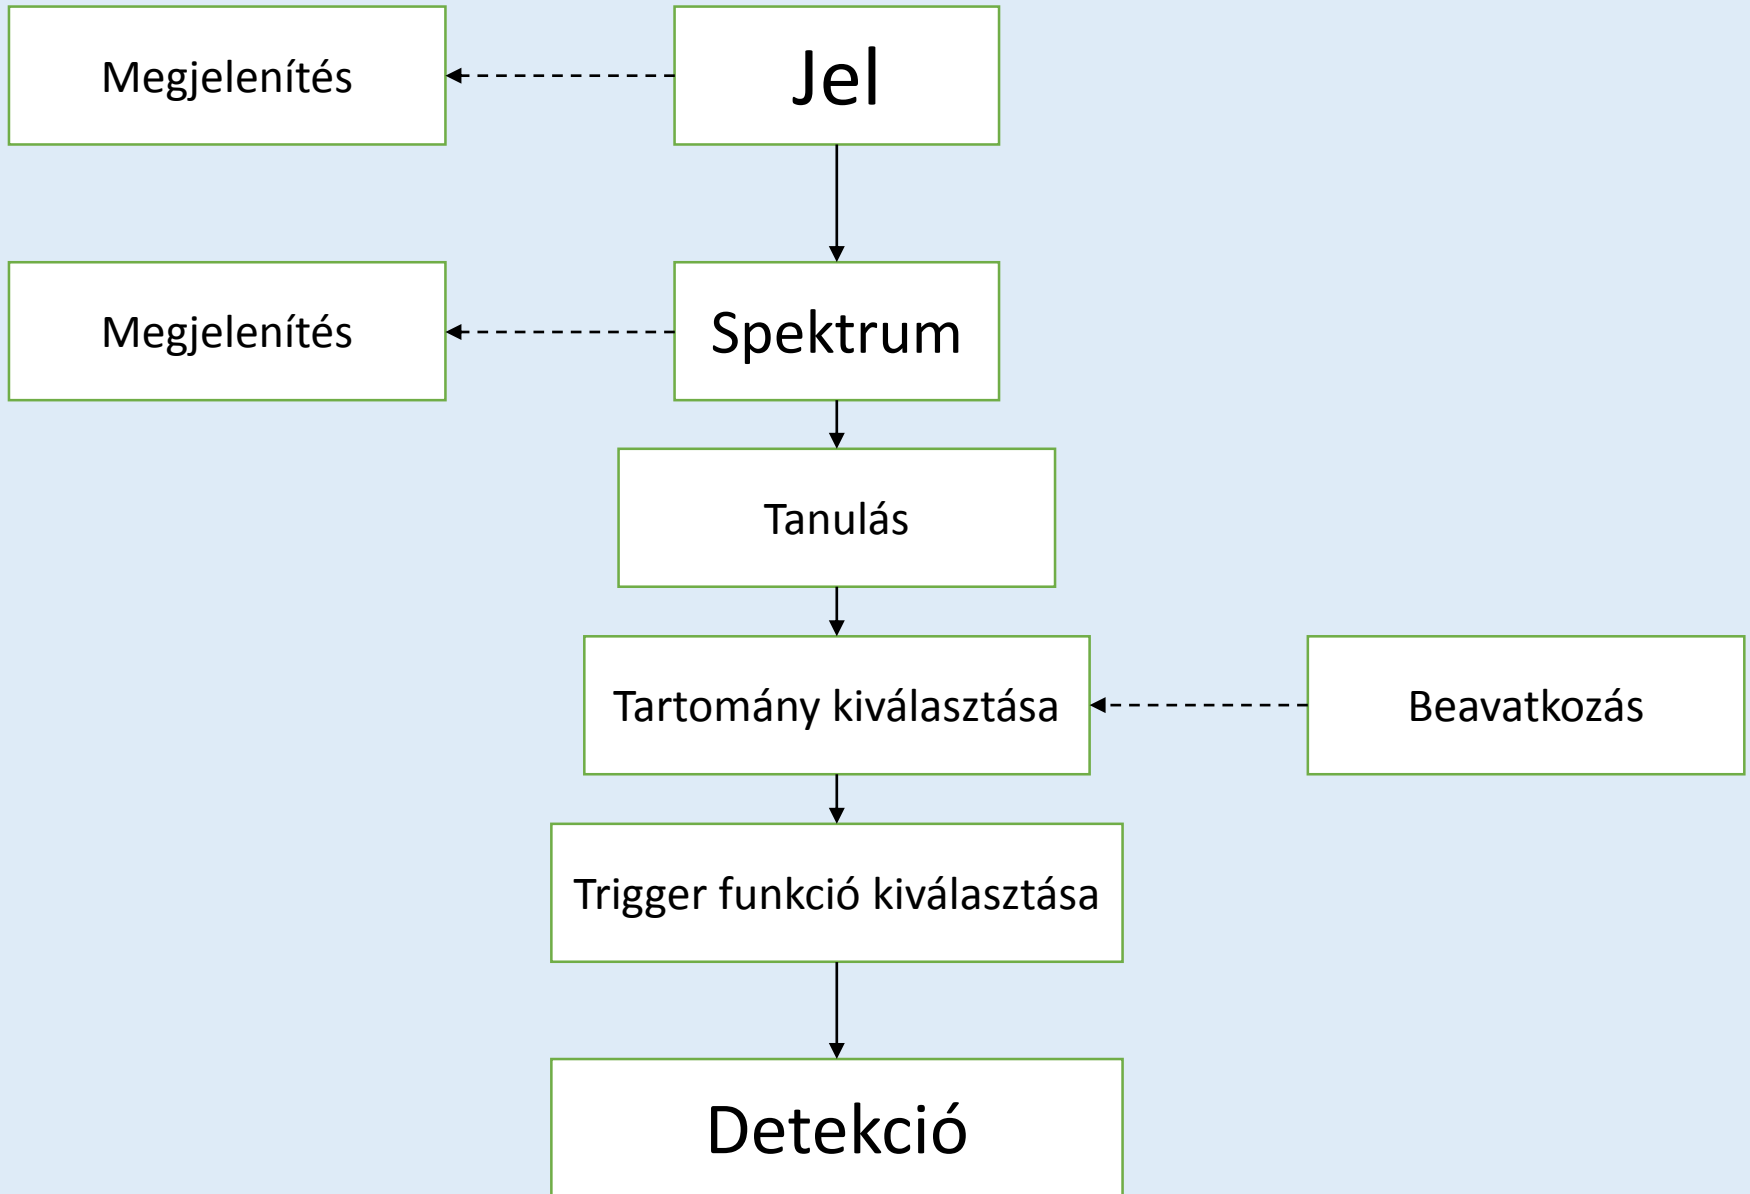 Megjelenítés
Jel
Megjelenítés
Spektrum
Tanulás
Tartomány kiválasztása
Beavatkozás
Trigger funkció kiválasztása
Detekció